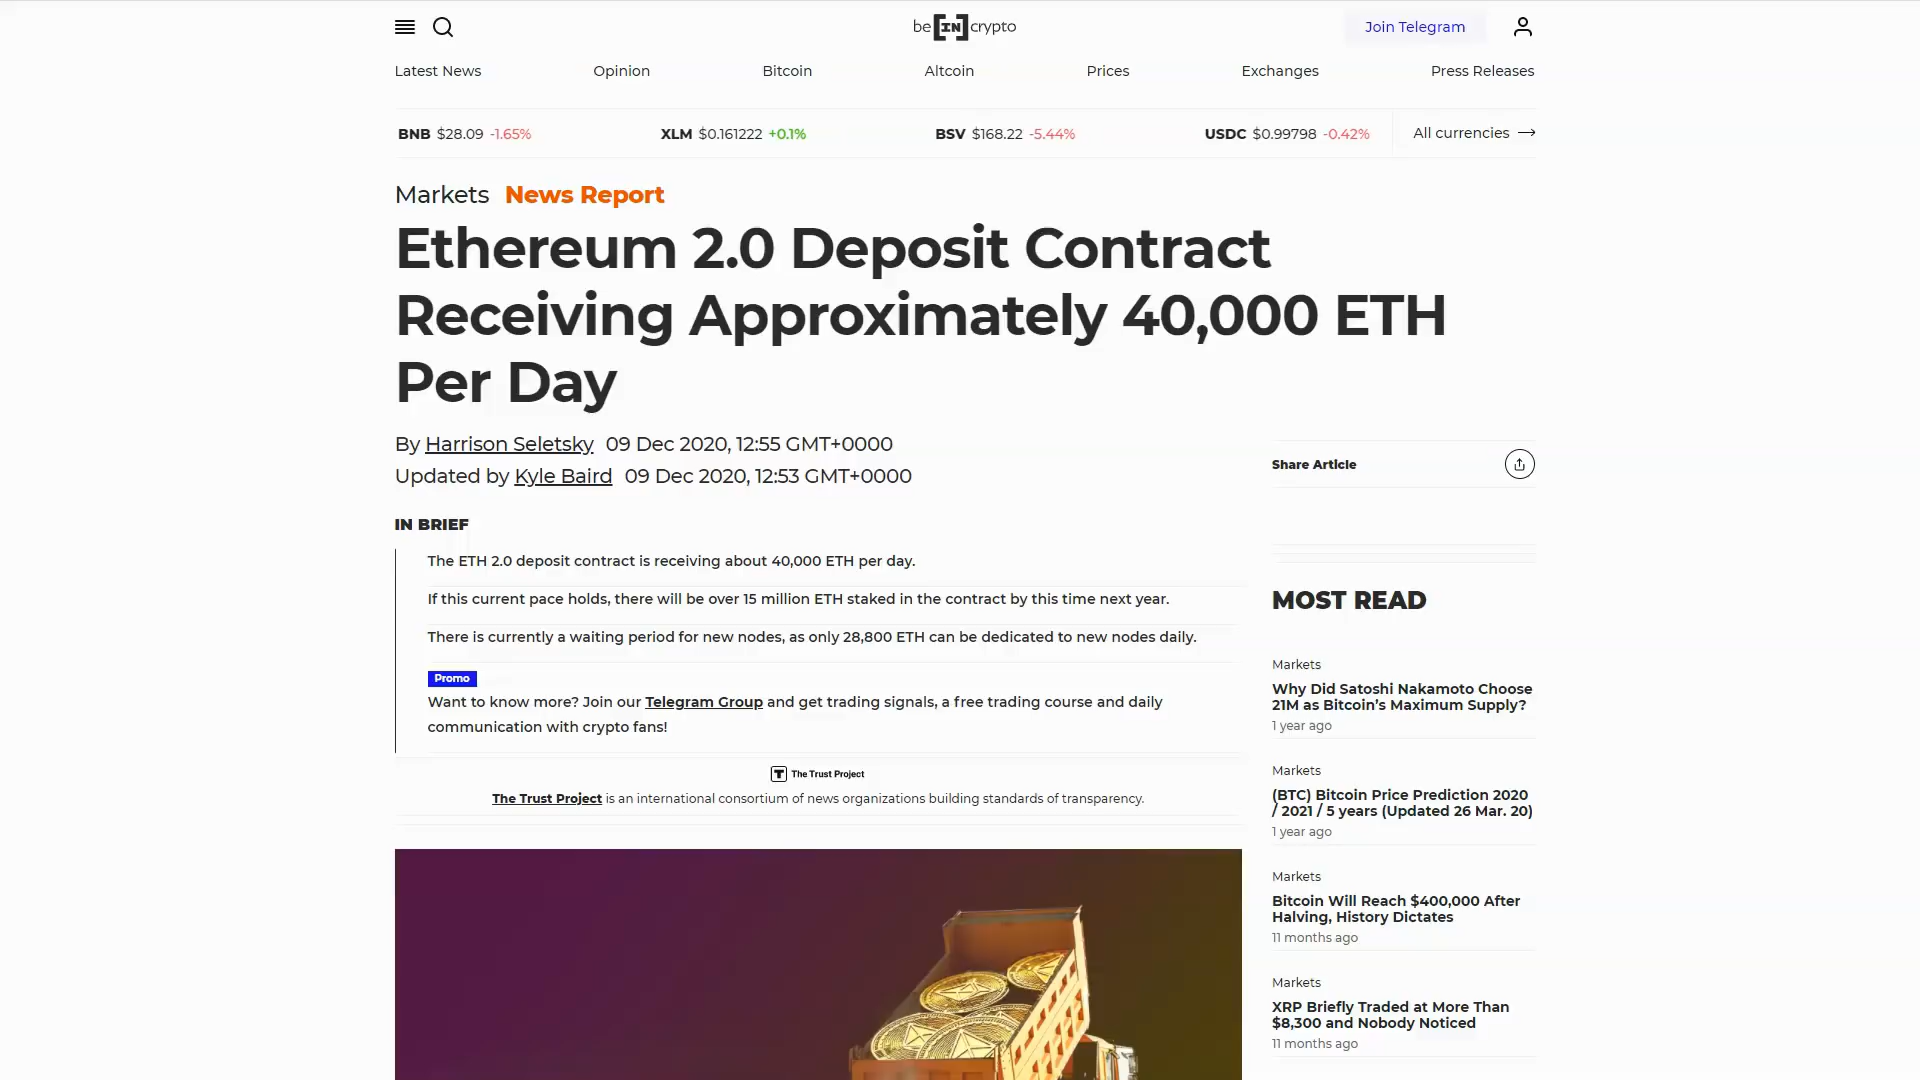 be[IN]crypto
Join Telegram
Latest News
Opinion
Bitcoin
Altcoin
Prices
Exchanges
Press Releases
BNB $28.09 -1.65%
XLM $0.161222 +0.1%
BSV $168.22 -5.44%
USDC $0.99798 -0.42%
All currencies
Markets News Report
Ethereum 2.0 Deposit Contract
Receiving Approximately 40,000 ETH
Per Day
By Harrison Seletsky 09 Dec 2020, 12:55 GMT+0000
Updated by Kyle Baird 09 Dec 2020, 12:53 GMT+0000
Share Article
IN BRIEF
The ETH 2.0 deposit contract is receiving about 40,000 ETH per day.
If this current pace holds, there will be over 15 million ETH staked in the contract by this time next year.
There is currently a waiting period for new nodes, as only 28,800 ETH can be dedicated to new nodes daily.
Promo
Want to know more? Join our Telegram Group and get trading signals, a free trading course and daily
communication with crypto fans!
T The Trust Project
The Trust Project is an international consortium of news organizations building standards of transparency.
MOST READ
Markets
Why Did Satoshi Nakamoto Choose
21M as Bitcoin’s Maximum Supply?
1 year ago
Markets
(BTC) Bitcoin Price Prediction 2020
/ 2021 / 5 years (Updated 26 Mar. 20)
1 year ago
Markets
Bitcoin Will Reach $400,000 After
Halving, History Dictates
11 months ago
Markets
XRP Briefly Traded at More Than
$8,300 and Nobody Noticed
11 months ago